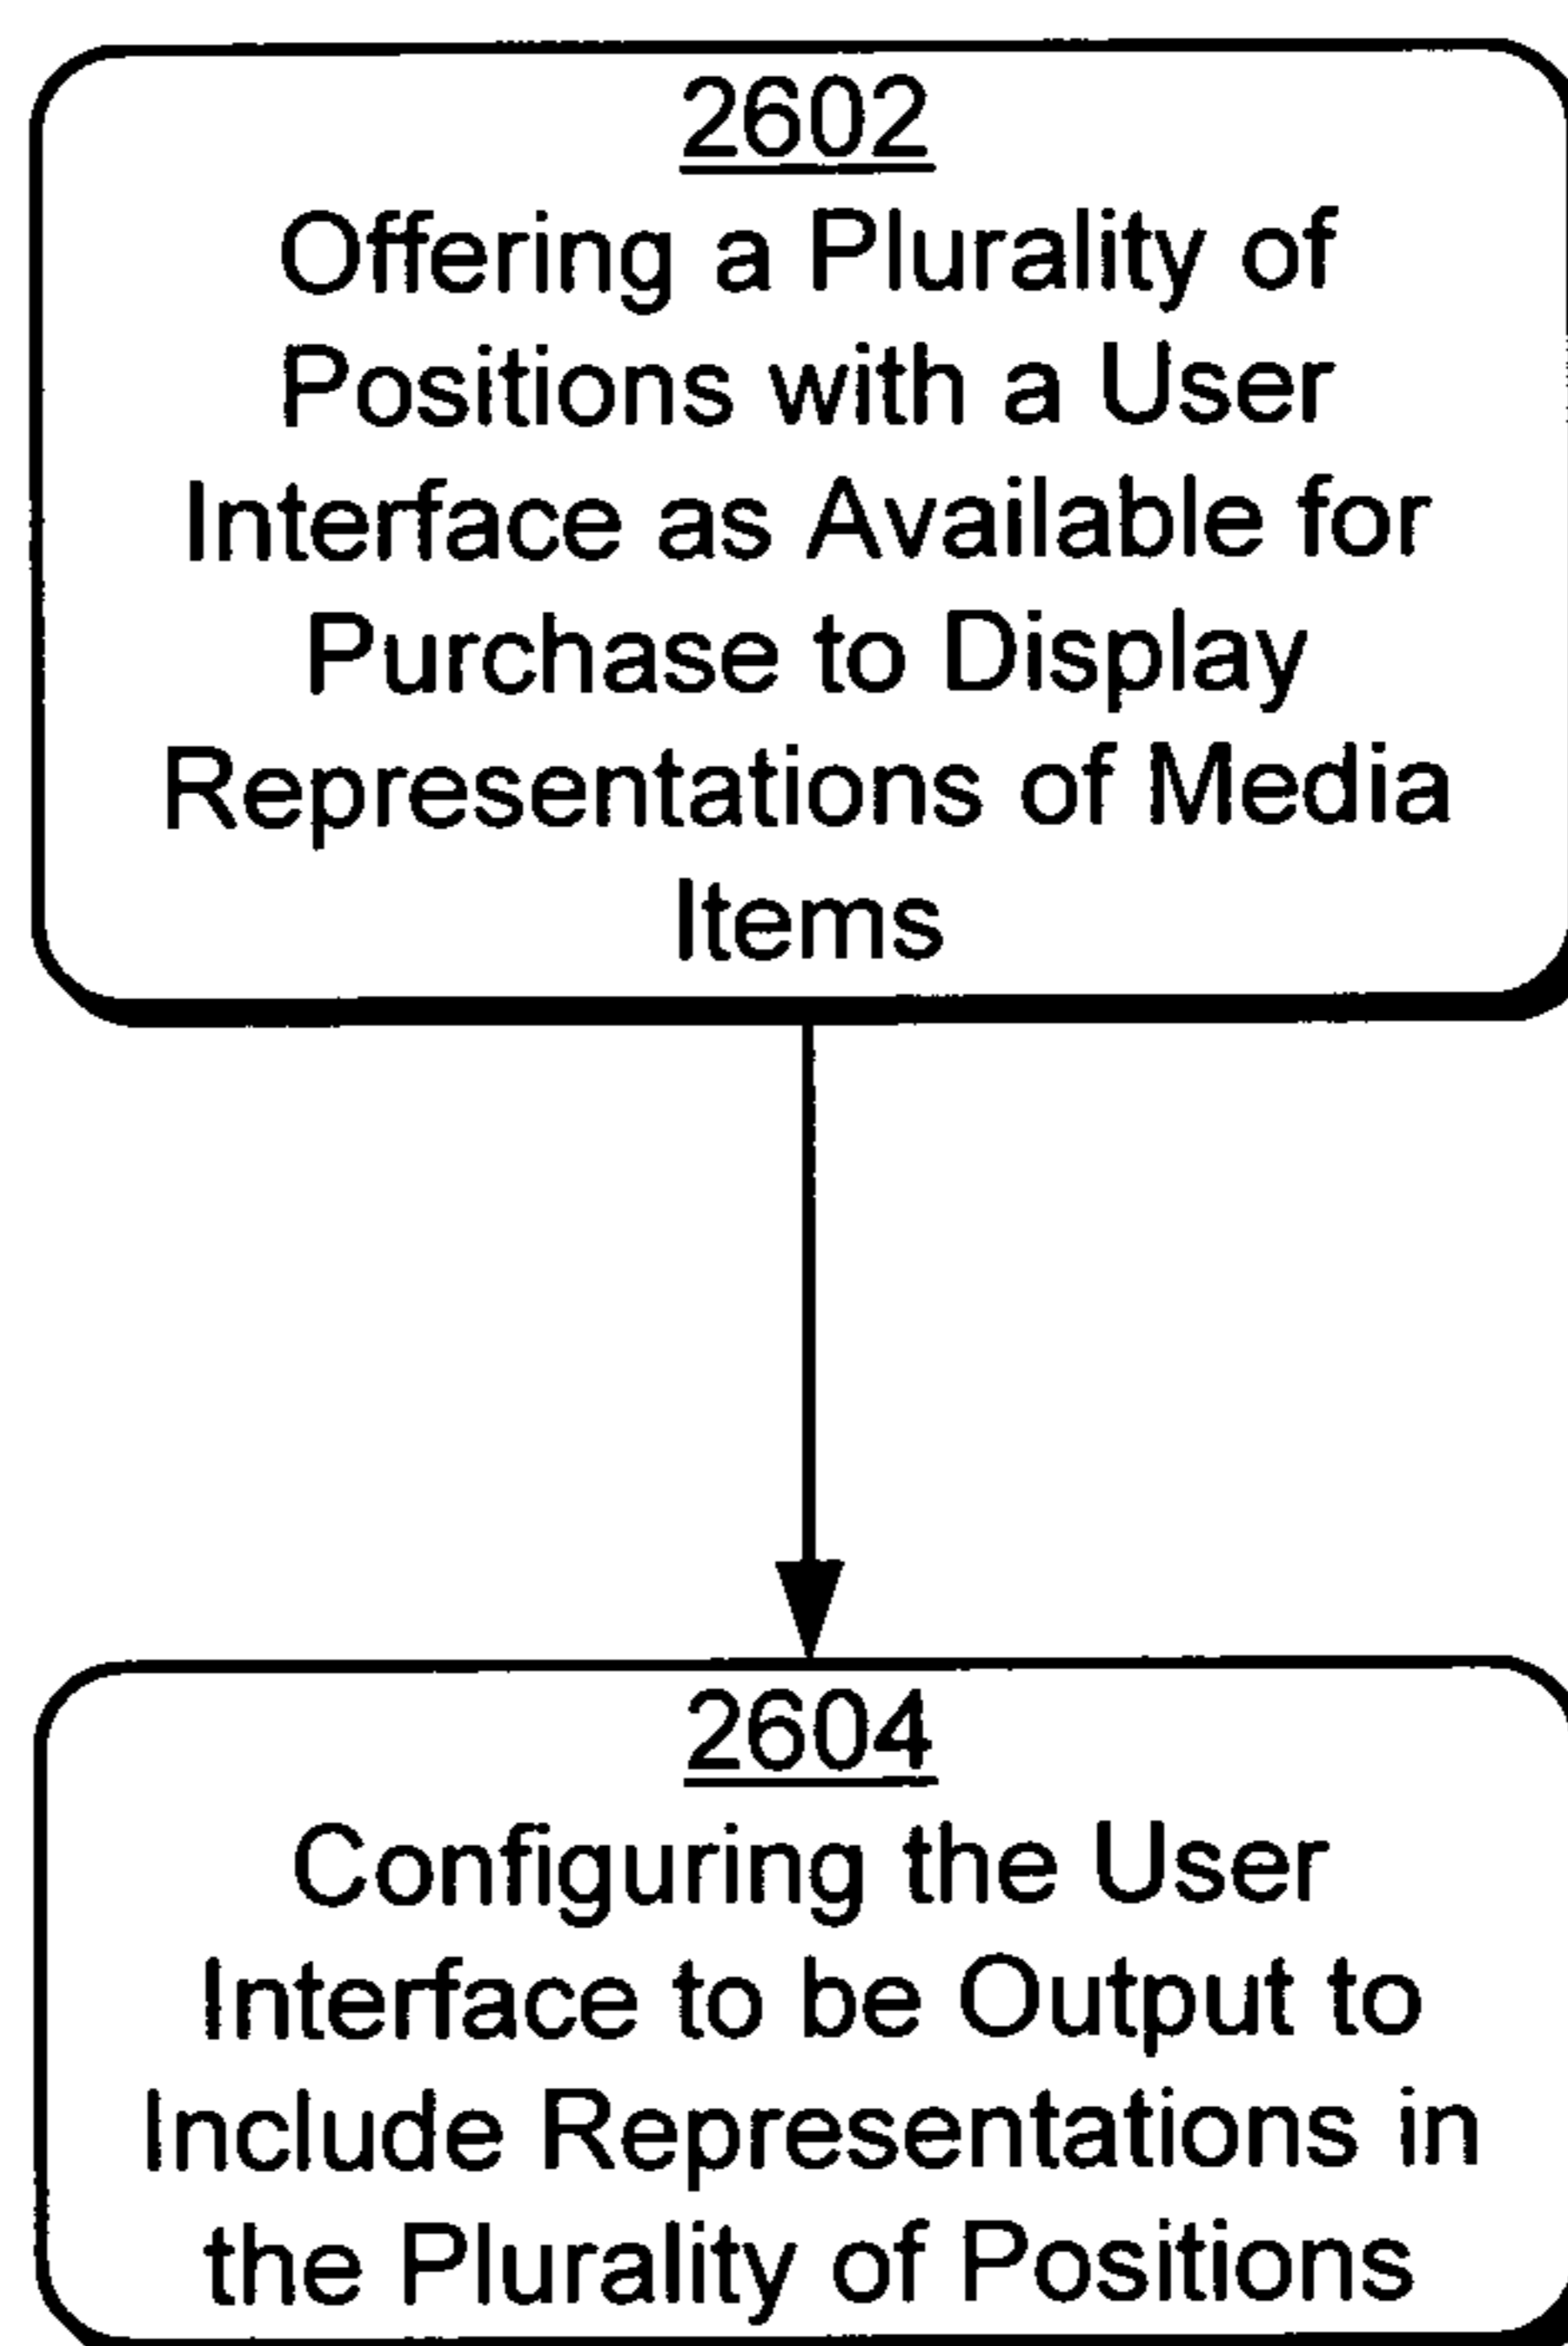 2602
Offering a Plurality of
Positions with a User
Interface as Available for
Purchase to Display
Representations of Media
Items
2604
Configuring the User
Interface to be Output to
Include Representations in
the Plurality of Positions